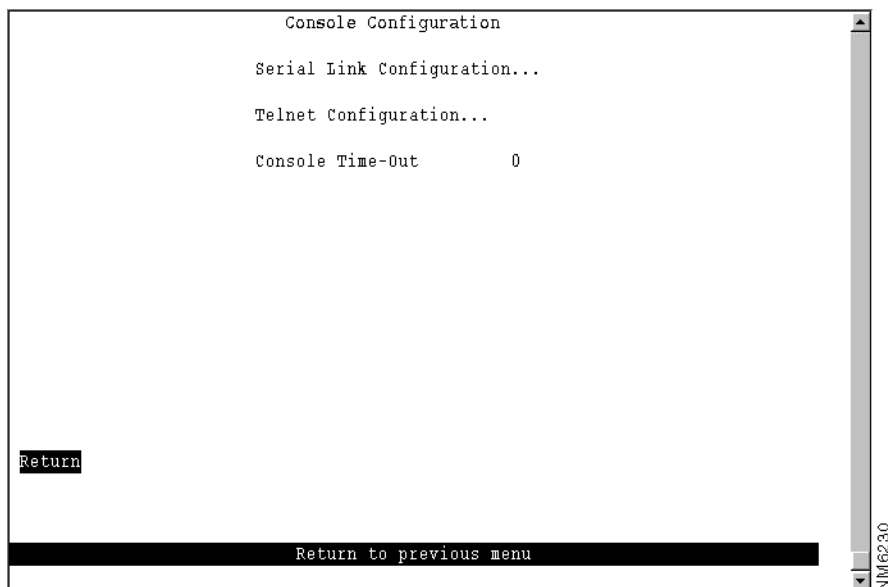 Console Configuration
Serial Link Configuration...
Telnet Configuration...
Console Time-Out 0
Return
Return to previous menu
NM6230